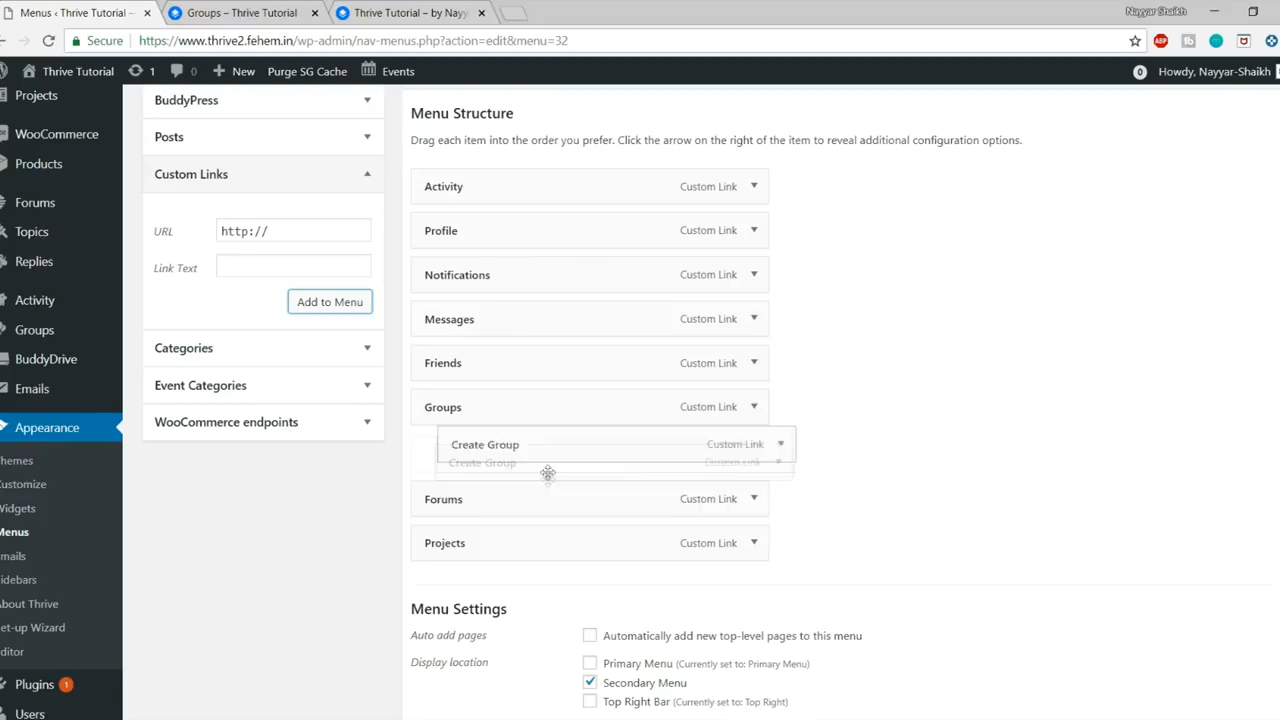 Menus < Thrive Tutorial –
Groups – Thrive Tutorial
Thrive Tutorial – by Nayy
Nayyar Shaikh
Secure
https://www.thrive2.fehem.in/wp-admin/nav-menus.php?action=edit&menu=32
Thrive Tutorial
1
0
New
Purge SG Cache
Events
0
Howdy, Nayyar-Shaikh
Projects
WooCommerce
Products
Forums
Topics
Replies
Activity
Groups
BuddyDrive
Emails
Appearance
hemes
ustomize
idgets
Menus
mails
idebars
bout Thrive
et-up Wizard
ditor
Plugins 1
Users
BuddyPress
Posts
Custom Links
URL
http://
Link Text
Add to Menu
Categories
Event Categories
WooCommerce endpoints
Menu Structure
Drag each item into the order you prefer. Click the arrow on the right of the item to reveal additional configuration options.
Activity Custom Link
Profile Custom Link
Notifications Custom Link
Messages Custom Link
Friends Custom Link
Groups Custom Link
Create Group Custom Link
Create Group Custom Link
Forums Custom Link
Projects Custom Link
Menu Settings
Auto add pages
Automatically add new top-level pages to this menu
Display location
Primary Menu (Currently set to: Primary Menu)
Secondary Menu
Top Right Bar (Currently set to: Top Right)